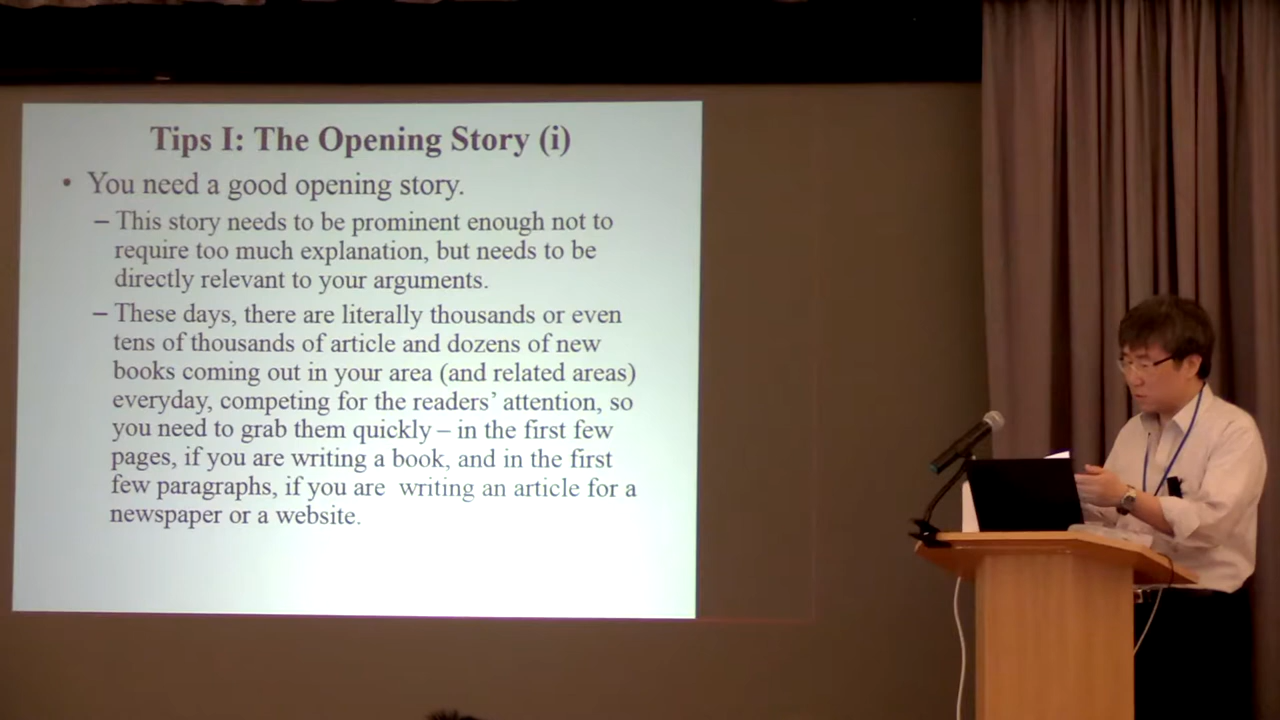 Tips I: The Opening Story (i)
• You need a good opening story.
– This story needs to be prominent enough not to
require too much explanation, but needs to be
directly relevant to your arguments.
– These days, there are literally thousands or even
tens of thousands of article and dozens of new
books coming out in your area (and related areas)
everyday, competing for the readers’ attention, so
you need to grab them quickly – in the first few
pages, if you are writing a book, and in the first
few paragraphs, if you are  writing an article for a
newspaper or a website.